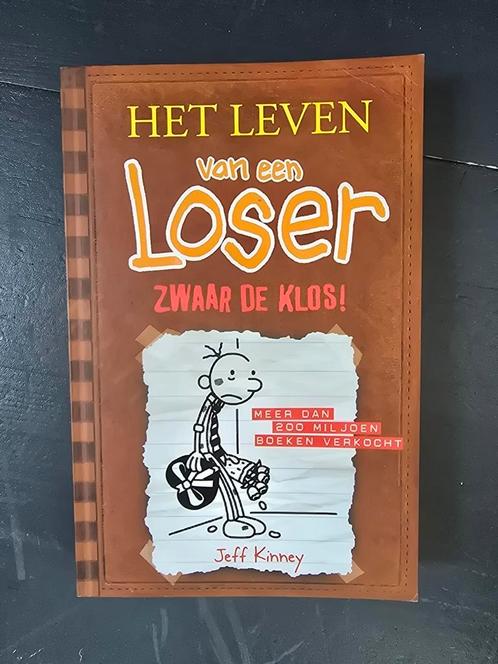 HET LEVEN
van een
Loser
ZWAAR DE KLOS!
MEER DAN
200 MILJOEN
BOEKEN VERKOCHT
Jeff Kinney